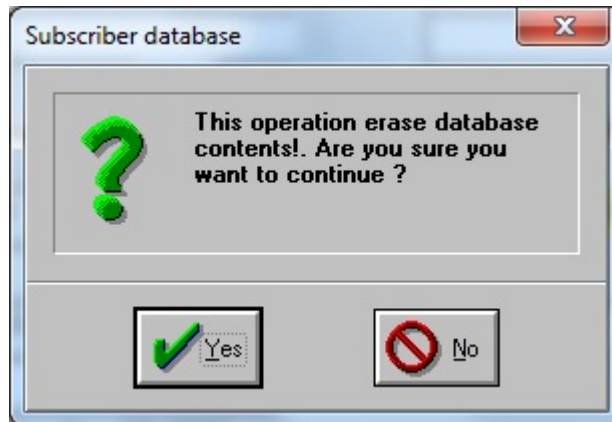 Subscriber database
This operation erase database
contents!. Are you sure you
want to continue ?
Yes
No